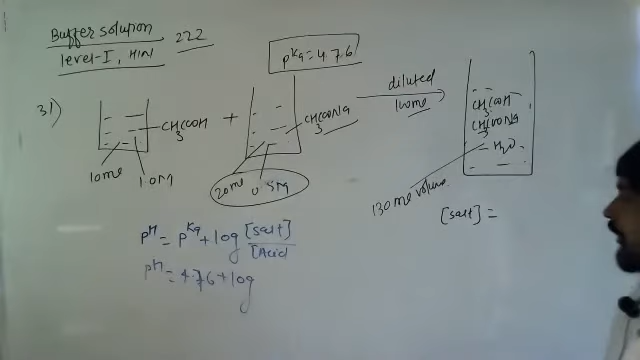 Buffer solution
level-I, HIN 222
pKa = 4.76
31)
CH3COOH
+
CH3COONa
diluted
100ml
CH3COOH
CH3COONa
H2O
10ml
1.0M
20ml
0.5M
130ml volume
[salt] =
pH = pKa + log [salt]
[Acid
pH = 4.76 + log